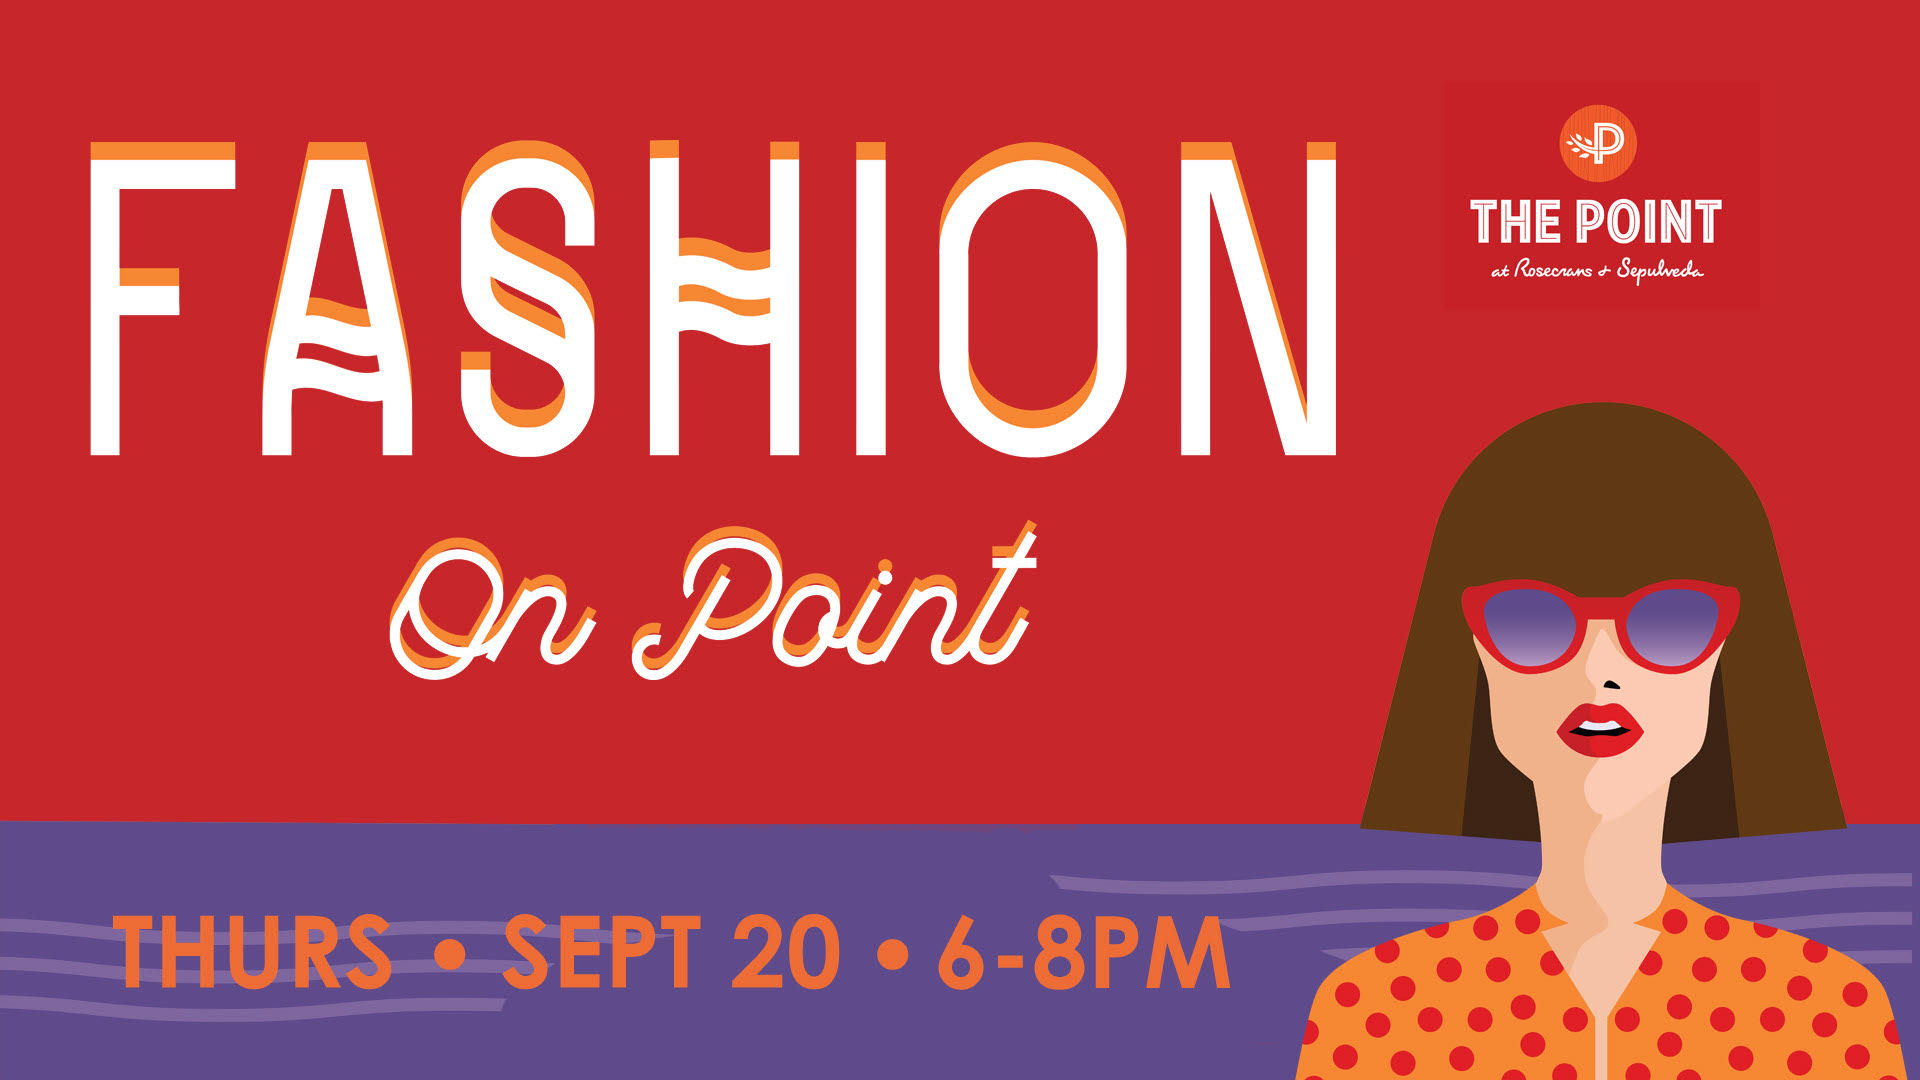 FASHION
On Point
THE POINT
at Rosecrans & Sepulveda
THURS • SEPT 20 • 6-8PM